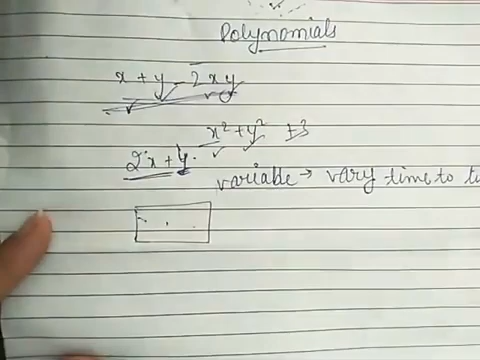 Polynomials
x + y - 2xy
x² + y² + 3
2x + y.
variable → vary time to